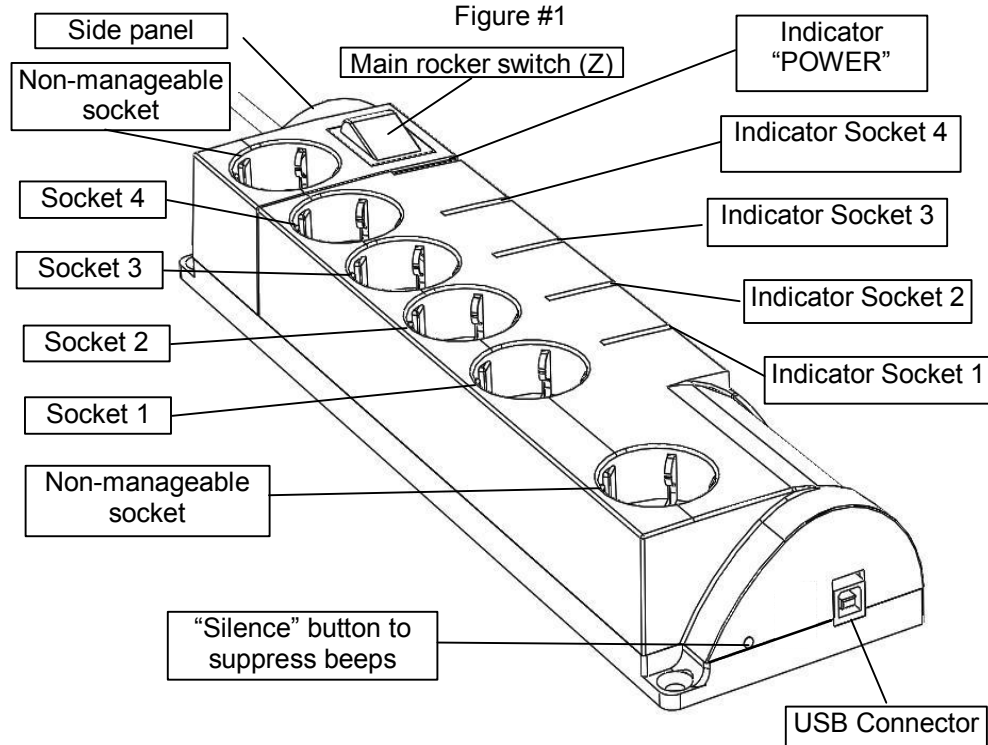 Figure #1
Side panel
Indicator
“POWER”
Main rocker switch (Z)
Non-manageable
socket
Indicator Socket 4
Socket 4
Indicator Socket 3
Socket 3
Indicator Socket 2
Socket 2
Indicator Socket 1
Socket 1
Non-manageable
socket
“Silence” button to
suppress beeps
USB Connector